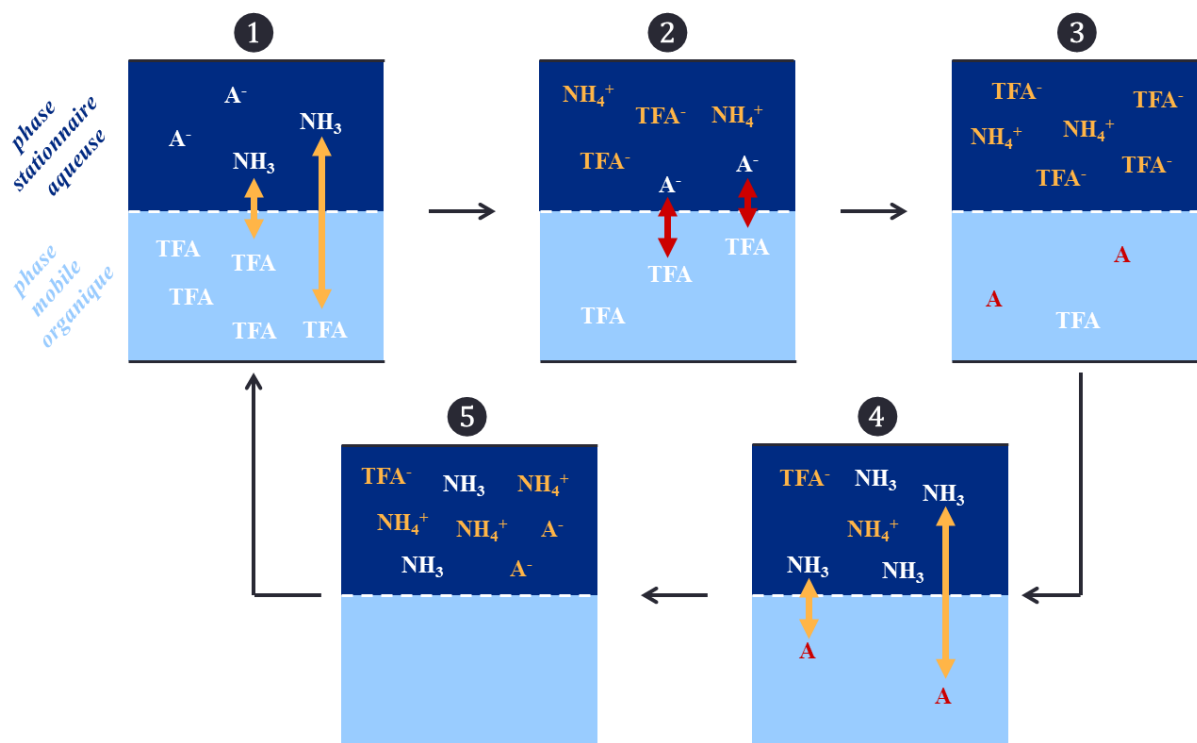 phase
stationnaire
aqueuse
phase
mobile
organique
1
A-
A-
NH3
NH3
TFA
TFA
TFA
TFA
TFA
2
NH4+
TFA-
NH4+
TFA-
A-
A-
TFA
TFA
TFA
3
TFA-
TFA-
NH4+
NH4+
TFA-
TFA-
A
A
TFA
5
TFA-
NH3
NH4+
NH4+
NH4+
A-
NH3
A-
4
TFA-
NH3
NH3
NH4+
NH3
NH3
A
A